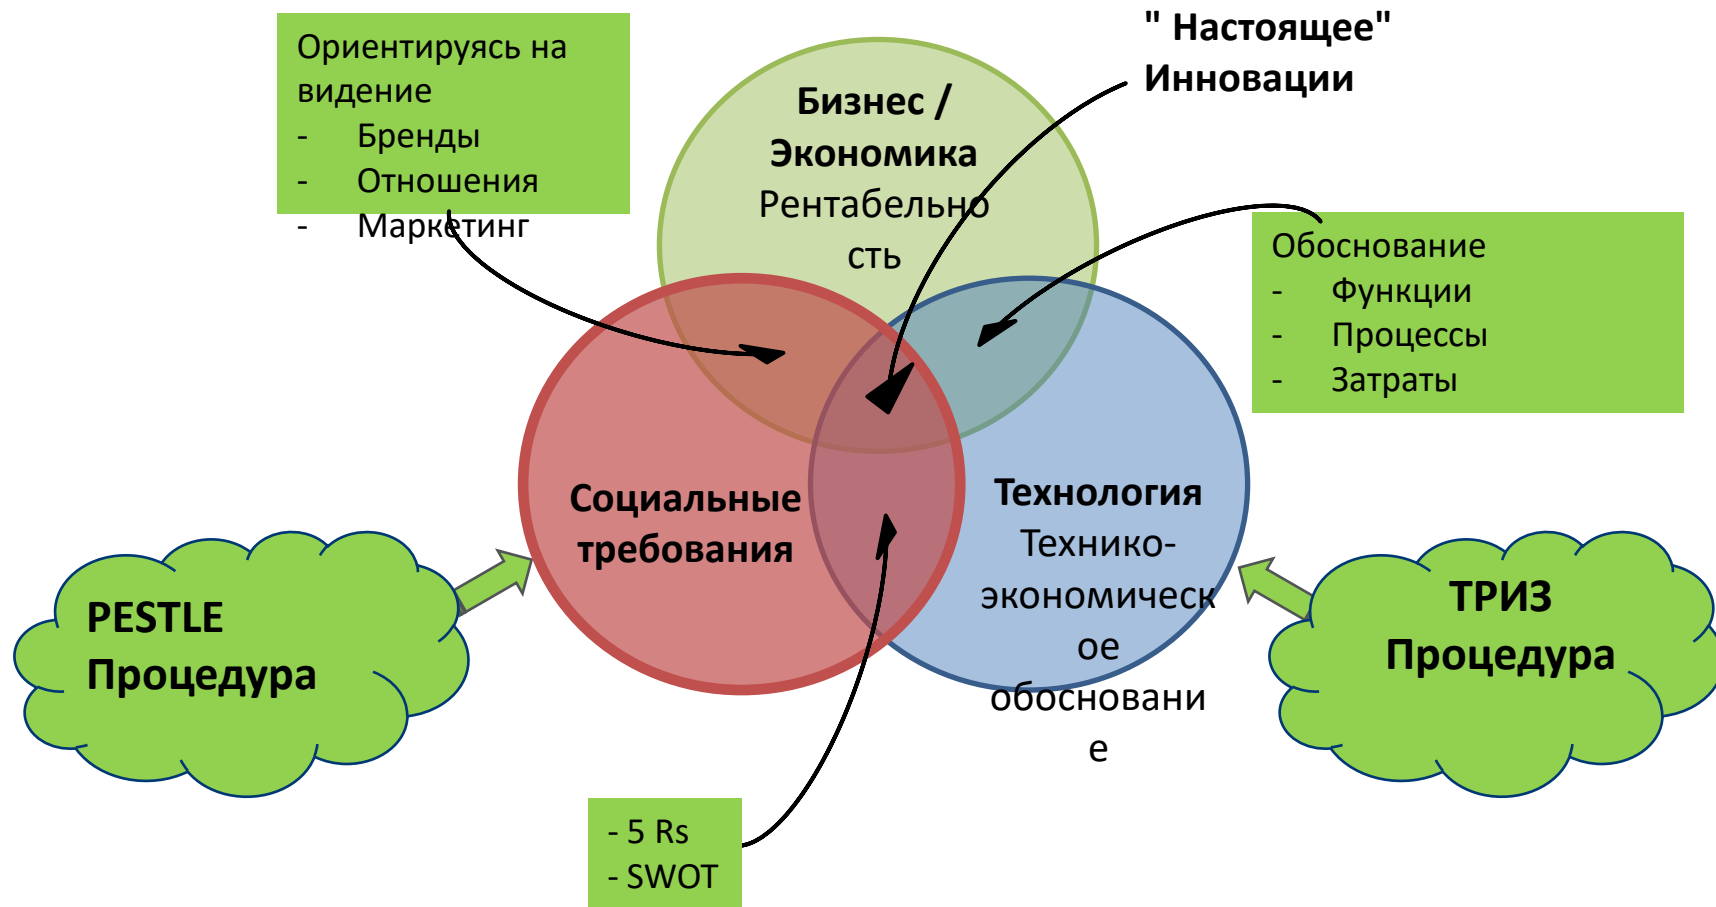 Ориентируясь на
видение
- Бренды
- Отношения
- Маркетинг
" Настоящее"
Инновации
Бизнес /
Экономика
Рентабельно
сть
Обоснование
- Функции
- Процессы
- Затраты
Социальные
требования
Технология
Технико-
экономическ
ое
обосновани
е
PESTLE
Процедура
ТРИЗ
Процедура
- 5 Rs
- SWOT